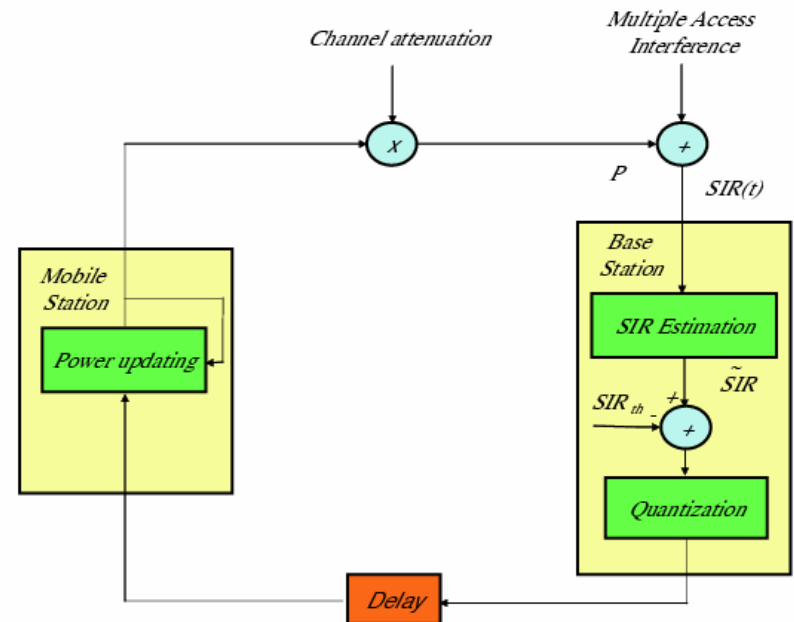 Channel attenuation
Multiple Access
Interference
x
+
P
SIR(t)
Mobile
Station
Power updating
Base
Station
SIR Estimation
~
SIR
SIR th
-
+
+
Quantization
Delay